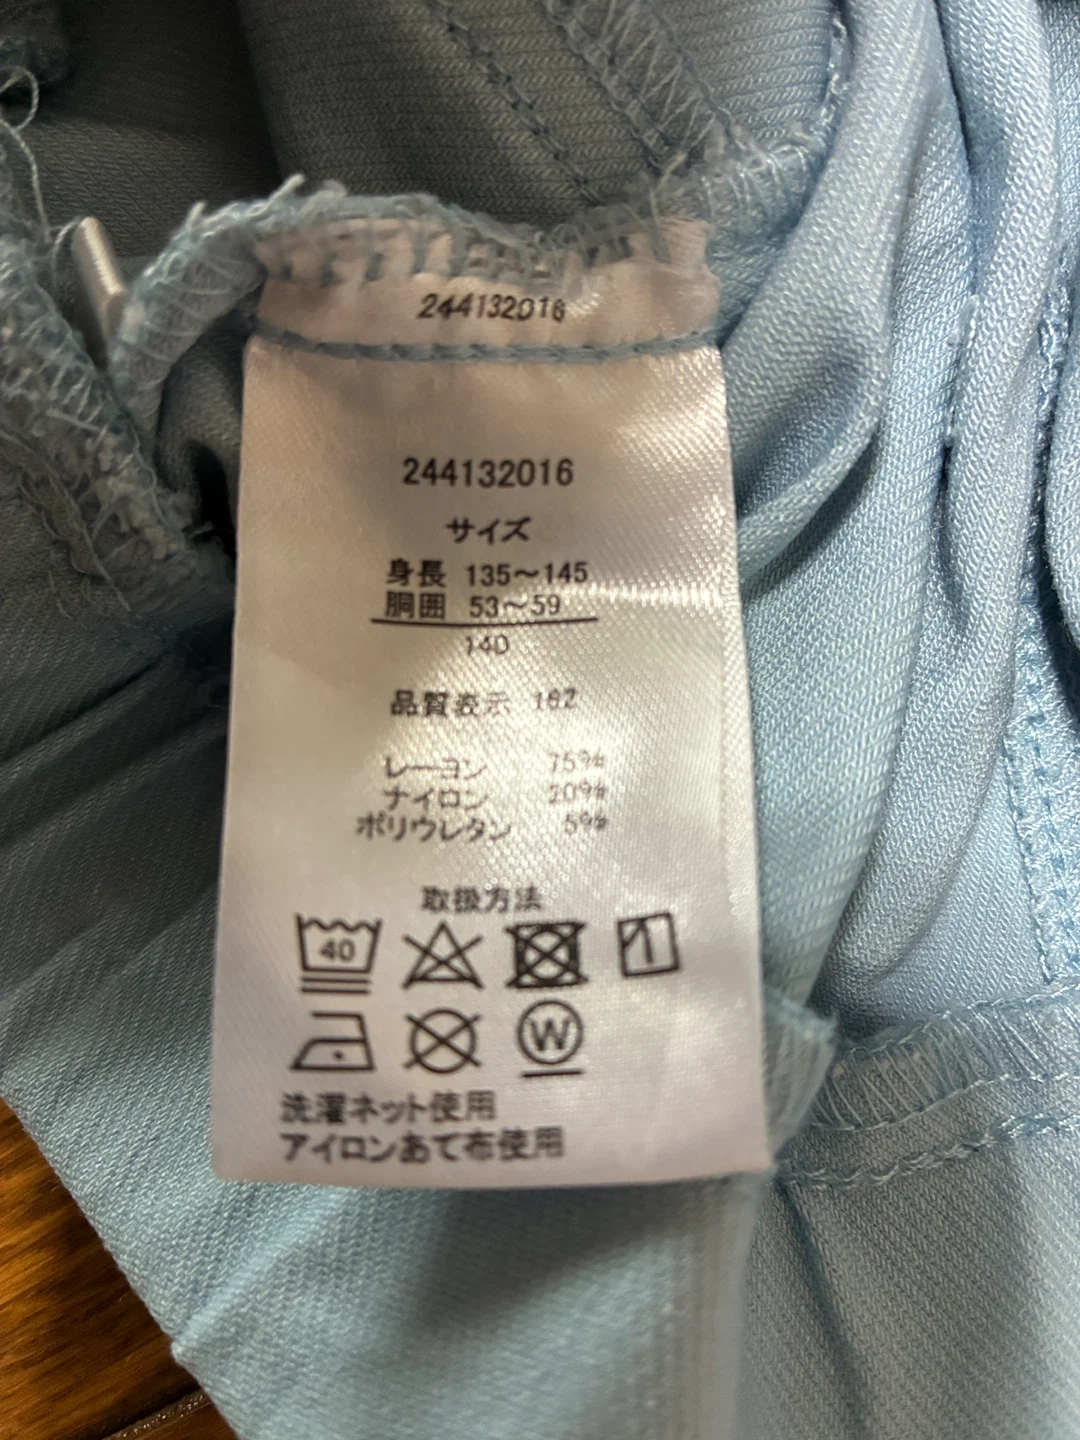 244132016
244132016
サイズ
身長 135～145
胴囲 53～59
140
品質表示 162
レーヨン 75%
ナイロン 20%
ポリウレタン 5%
取扱方法
40
W
洗濯ネット使用
アイロンあて布使用